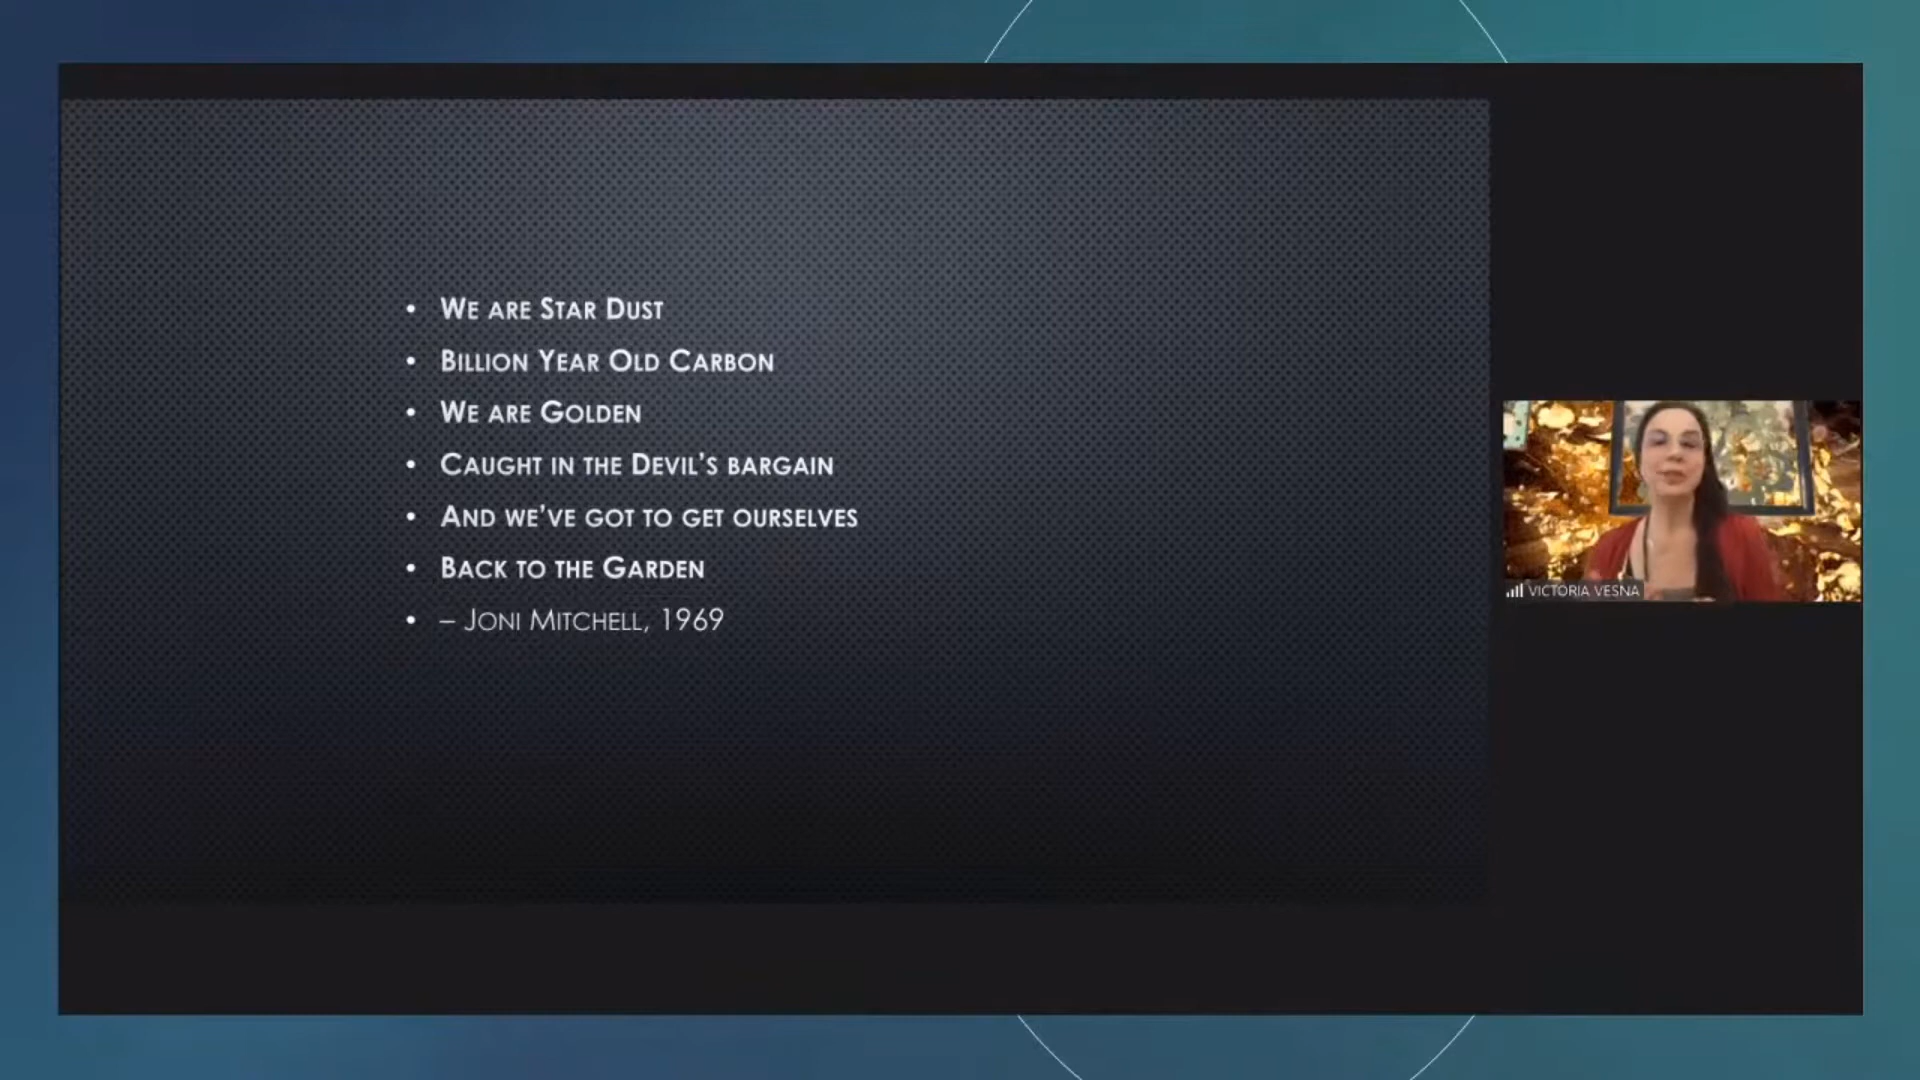 • We are Star Dust
• Billion Year Old Carbon
• We are Golden
• Caught in the Devil's bargain
• And we've got to get ourselves
• Back to the Garden
• – Joni Mitchell, 1969
VICTORIA VESNA